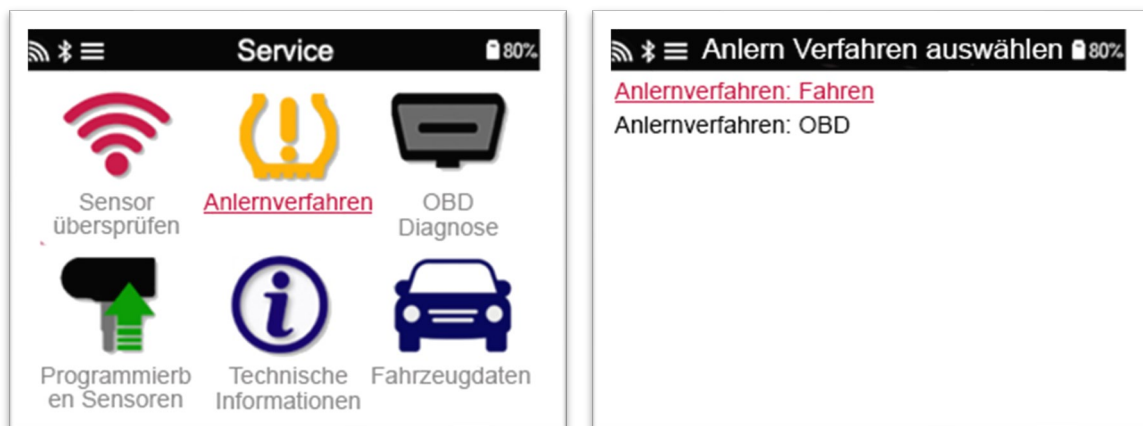 Service
80%
Sensor
übersprüfen
Anlernverfahren
OBD
Diagnose
Programmierb
en Sensoren
Technische
Informationen
Fahrzeugdaten
Anlern Verfahren auswählen
80%
Anlernverfahren: Fahren
Anlernverfahren: OBD